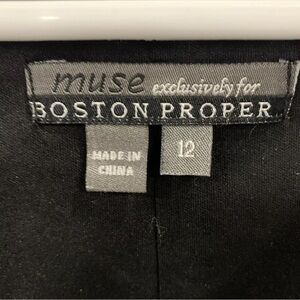 muse exclusively for
BOSTON PROPER
MADE IN
CHINA
12